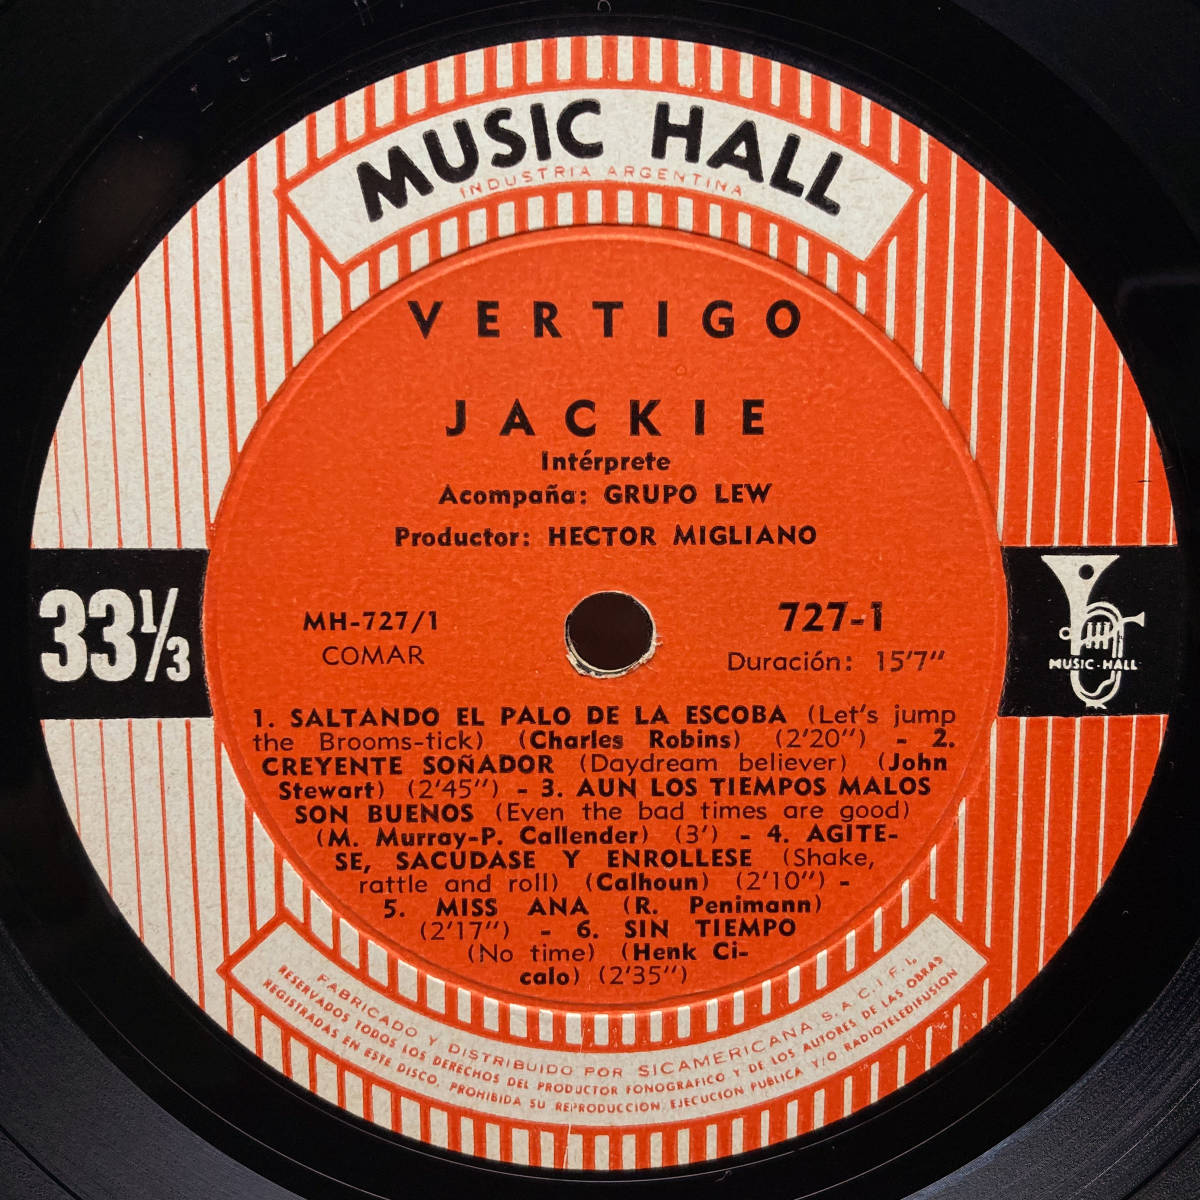 MUSIC HALL
INDUSTRIA ARGENTINA
VERTIGO
JACKIE
Intérprete
Acompaña: GRUPO LEW
Productor: HECTOR MIGLIANO
33⅓
MH-727/1
COMAR
727-1
Duración: 15'7"
MUSIC-HALL
1. SALTANDO EL PALO DE LA ESCOBA (Let's jump
the Brooms-tick) (Charles Robins) (2'20") - 2.
CREYENTE SOÑADOR (Daydream believer) (John
Stewart) (2'45") - 3. AUN LOS TIEMPOS MALOS
SON BUENOS (Even the bad times are good)
(M. Murray-P. Callender) (3') - 4. AGITE-
SE, SACUDASE Y ENROLLESE (Shake,
rattle and roll) (Calhoun) (2'10") -
5. MISS ANA (R. Penimann)
(2'17") - 6. SIN TIEMPO
(No time) (Henk Ci-
calo) (2'35")
FABRICADO Y DISTRIBUIDO POR SICAMERICANA S.A.C.I.F.I.
RESERVADOS TODOS LOS DERECHOS DEL PRODUCTOR FONOGRAFICO Y DE LOS AUTORES DE LAS OBRAS
REGISTRADAS EN ESTE DISCO. PROHIBIDA SU REPRODUCCION EJECUCION PUBLICA Y/O RADIOTELEDIFUSION